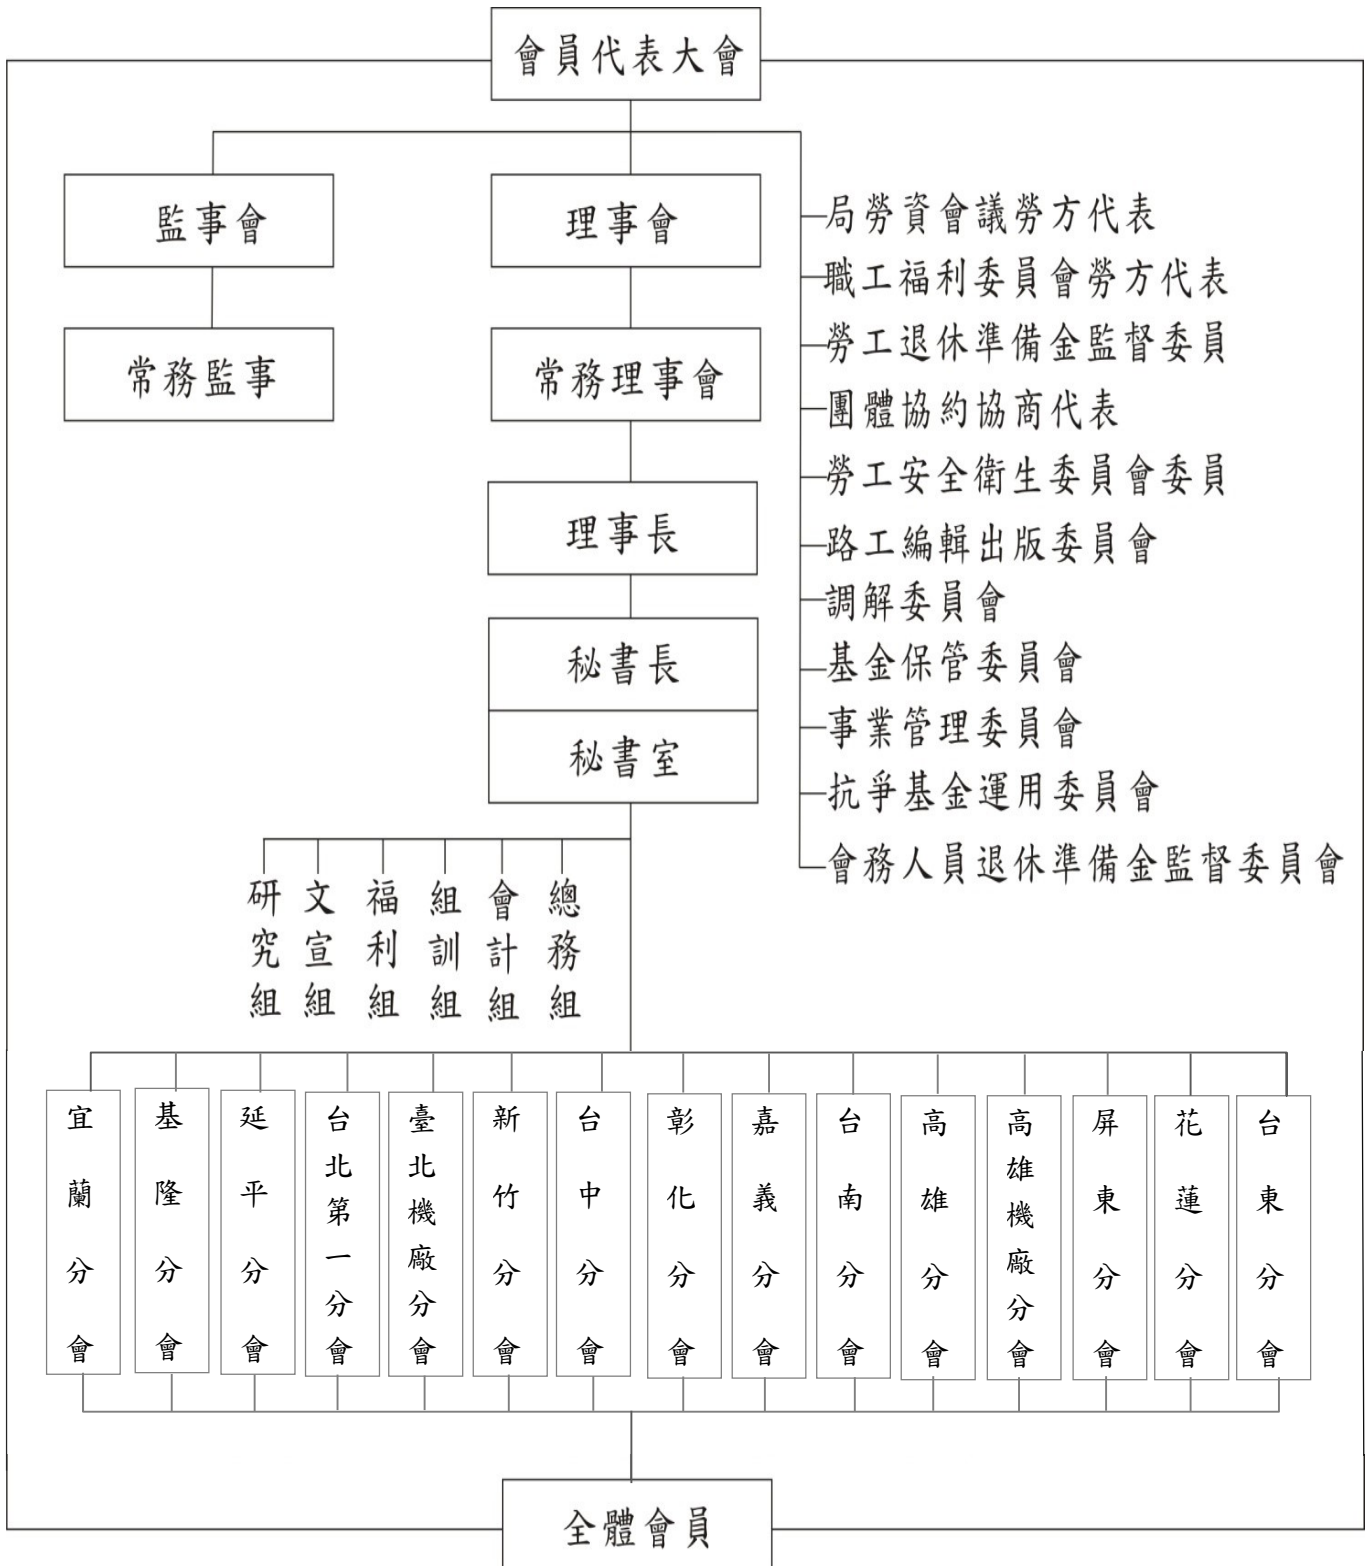 會員代表大會
監事會
理事會
常務監事
常務理事會
理事長
秘書長
秘書室
局勞資會議勞方代表
職工福利委員會勞方代表
勞工退休準備金監督委員
團體協約協商代表
勞工安全衛生委員會委員
路工編輯出版委員會
調解委員會
基金保管委員會
事業管理委員會
抗爭基金運用委員會
會務人員退休準備金監督委員會
研究組
文宣組
福利組
組訓組
會計組
總務組
宜蘭分會
基隆分會
延平分會
台北第一分會
臺北機廠分會
新竹分會
台中分會
彰化分會
嘉義分會
台南分會
高雄分會
高雄機廠分會
屏東分會
花蓮分會
台東分會
全體會員